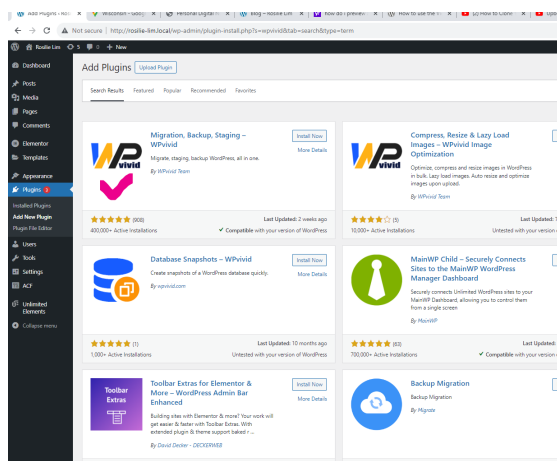 Add Plugins - Ros
Wisconsin - Goo
Personal Digital
Blog - Rosilie Lim
how do i preview
How to use the
How to Clone
Not secure | http://rosilie-lim.local/wp-admin/plugin-install.php?s=wpvivid&tab=search&type=term
Rosilie Lim 5 0 + New
Dashboard
Posts
Media
Pages
Comments
Elementor
Templates
Appearance
Plugins
Installed Plugins
Add New Plugin
Plugin File Editor
Users
Tools
Settings
ACF
Unlimited
Elements
Collapse menu
Add Plugins Upload Plugin
Search Results Featured Popular Recommended Favorites
WPvivid
Migration, Backup, Staging –
WPvivid
Install Now
More Details
Migrate, staging, backup WordPress, all in one.
By WPvivid Team
(908) Last Updated: 2 weeks ago
400,000+ Active Installations Compatible with your version of WordPress
WPvivid
Compress, Resize & Lazy Load
Images – WPvivid Image
Optimization
Optimize, compress and resize images in WordPress
in bulk. Lazy load images. Auto resize and optimize
images upon upload.
By WPvivid Team
(5) Last Updated:
10,000+ Active Installations Untested with your version
Database Snapshots – WPvivid
Install Now
More Details
Create snapshots of a WordPress database quickly.
By wpvivid.com
(1) Last Updated: 10 months ago
1,000+ Active Installations Untested with your version of WordPress
MainWP Child – Securely Connects
Sites to the MainWP WordPress
Manager Dashboard
Securely connects Unlimited WordPress sites to your
MainWP Dashboard, allowing you to control them
from a single screen
By MainWP
(63) Last Updated:
700,000+ Active Installations Compatible with your version
Toolbar
Extras
Toolbar Extras for Elementor &
More – WordPress Admin Bar
Enhanced
Install Now
More Details
Building sites with Elementor & more? Your work will
get easier & faster with Toolbar Extras. With
extended plugin & theme support baked r ...
By David Decker - DECKERWEB
Backup Migration
Backup Migration
By Migrate